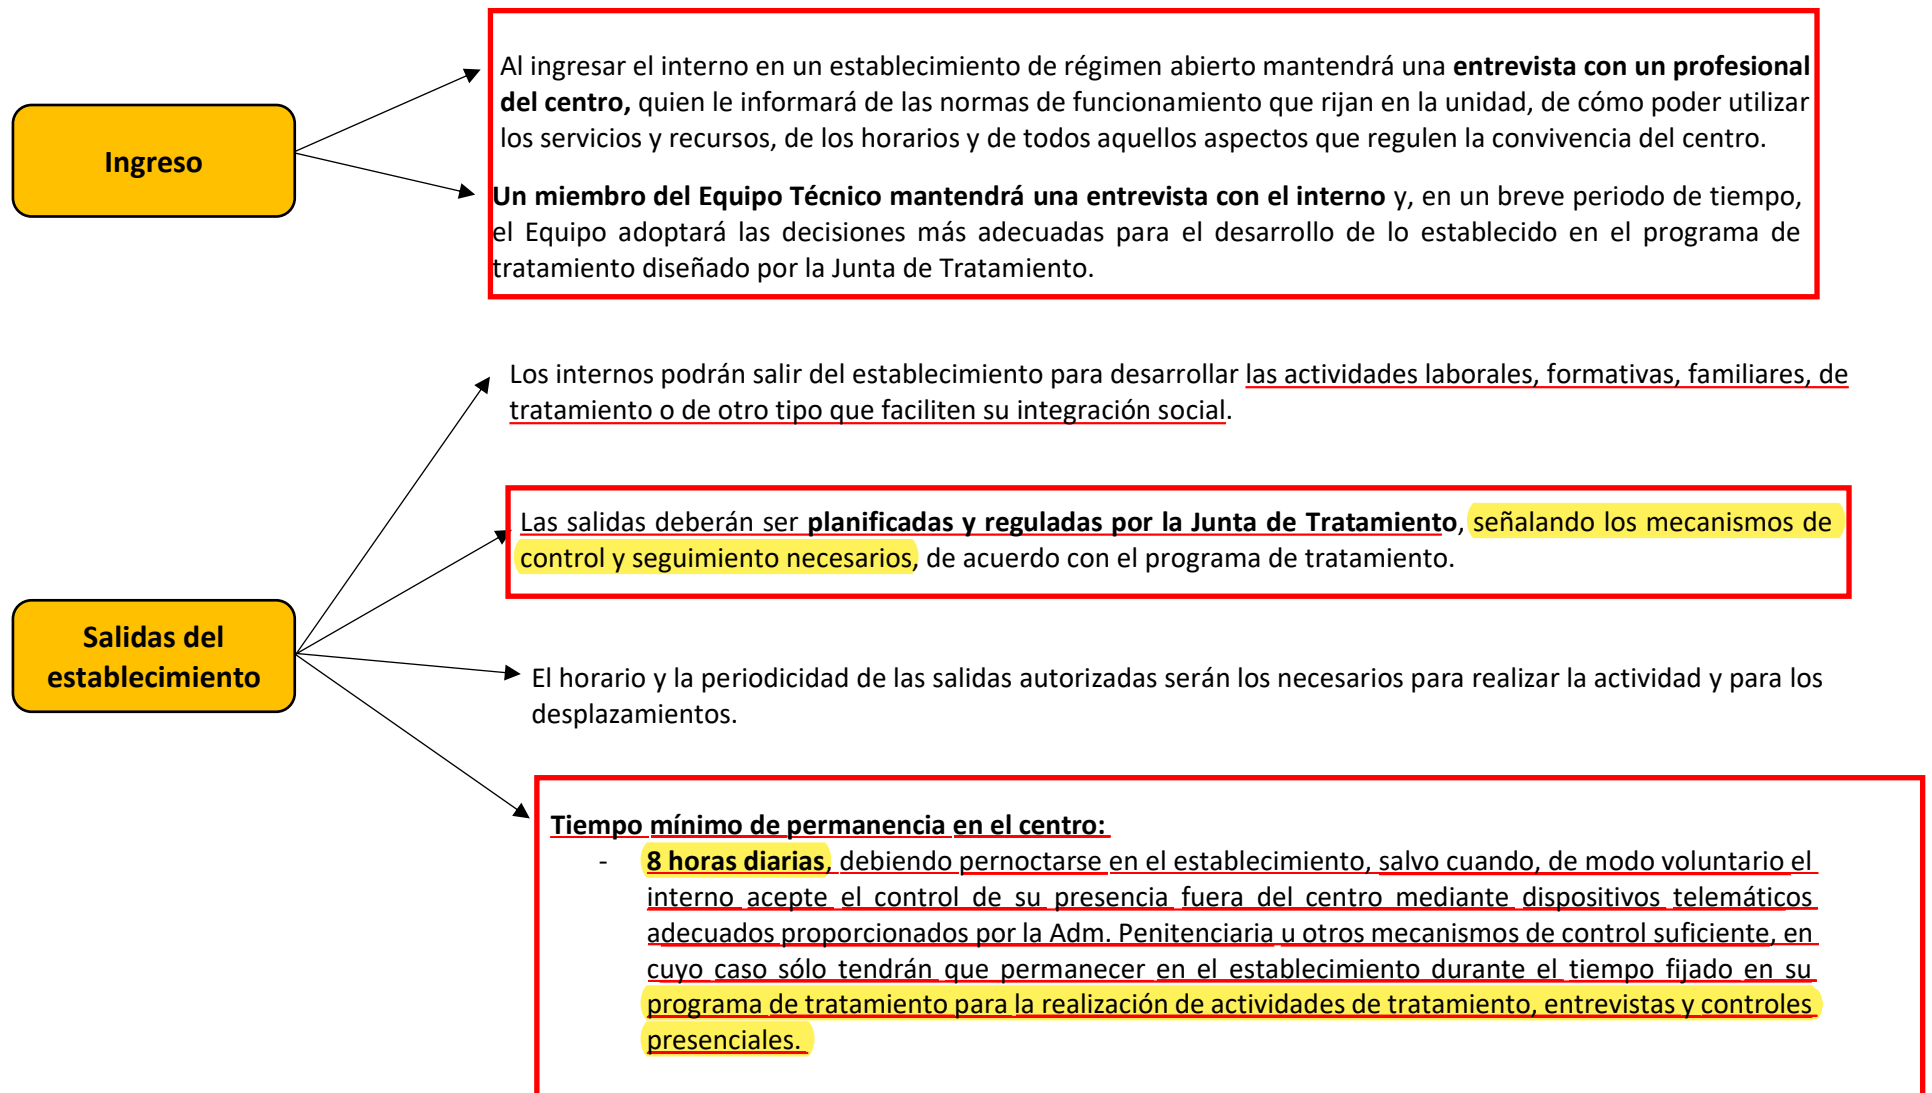 Al ingresar el interno en un establecimiento de régimen abierto mantendrá una entrevista con un profesional
del centro, quien le informará de las normas de funcionamiento que rijan en la unidad, de cómo poder utilizar
los servicios y recursos, de los horarios y de todos aquellos aspectos que regulen la convivencia del centro.
Ingreso
Un miembro del Equipo Técnico mantendrá una entrevista con el interno y, en un breve periodo de tiempo,
el Equipo adoptará las decisiones más adecuadas para el desarrollo de lo establecido en el programa de
tratamiento diseñado por la Junta de Tratamiento.
Los internos podrán salir del establecimiento para desarrollar las actividades laborales, formativas, familiares, de
tratamiento o de otro tipo que faciliten su integración social.
Las salidas deberán ser planificadas y reguladas por la Junta de Tratamiento, señalando los mecanismos de
control y seguimiento necesarios, de acuerdo con el programa de tratamiento.
Salidas del
establecimiento
El horario y la periodicidad de las salidas autorizadas serán los necesarios para realizar la actividad y para los
desplazamientos.
Tiempo mínimo de permanencia en el centro:
- 8 horas diarias, debiendo pernoctarse en el establecimiento, salvo cuando, de modo voluntario el
interno acepte el control de su presencia fuera del centro mediante dispositivos telemáticos
adecuados proporcionados por la Adm. Penitenciaria u otros mecanismos de control suficiente, en
cuyo caso sólo tendrán que permanecer en el establecimiento durante el tiempo fijado en su
programa de tratamiento para la realización de actividades de tratamiento, entrevistas y controles
presenciales.